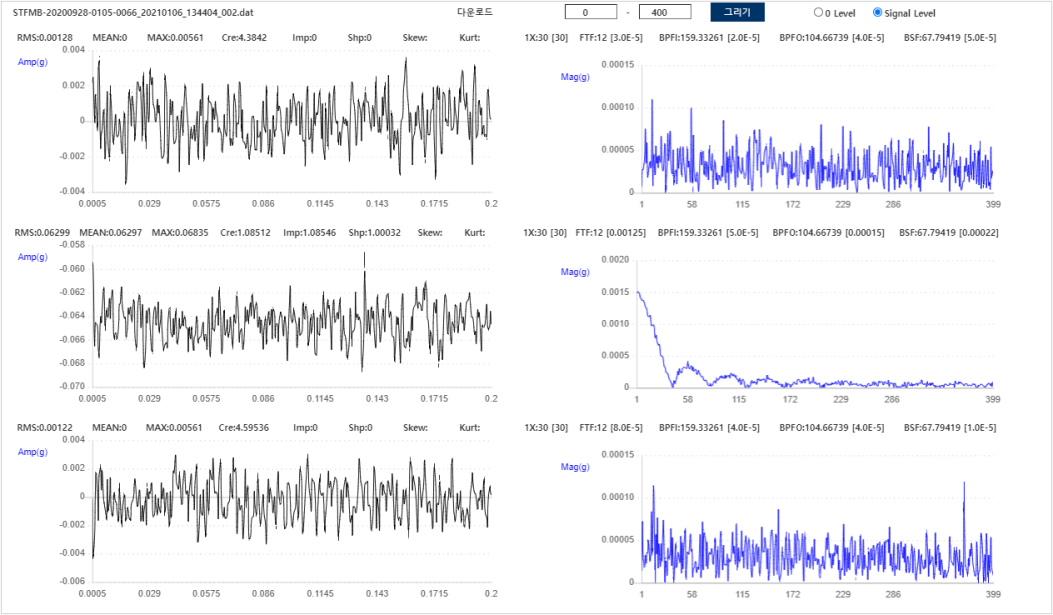 STFMB-20200928-0105-0066_20210106_134404_002.dat 다운로드 0 - 400 그리기 0 Level Signal Level
RMS:0.00128 MEAN:0 MAX:0.00561 Cre:4.3842 Imp:0 Shp:0 Skew: Kurt: 1X:30 [30] FTF:12 [3.0E-5] BPFI:159.33261 [2.0E-5] BPFO:104.66739 [4.0E-5] BSF:67.79419 [5.0E-5]
Amp(g)
0.004
0.002
0
-0.002
-0.004
0.0005 0.029 0.0575 0.086 0.1145 0.143 0.1715 0.2
Mag(g)
0.00015
0.00010
0.00005
0
1 58 115 172 229 286 399
RMS:0.06299 MEAN:0.06297 MAX:0.06835 Cre:1.08512 Imp:1.08546 Shp:1.00032 Skew: Kurt: 1X:30 [30] FTF:12 [0.00125] BPFI:159.33261 [5.0E-5] BPFO:104.66739 [0.00015] BSF:67.79419 [0.00022]
Amp(g)
-0.058
-0.060
-0.062
-0.064
-0.066
-0.068
-0.070
0.0005 0.029 0.0575 0.086 0.1145 0.143 0.1715 0.2
Mag(g)
0.0020
0.0015
0.0010
0.0005
0
1 58 115 172 229 286 399
RMS:0.00122 MEAN:0 MAX:0.00561 Cre:4.59536 Imp:0 Shp:0 Skew: Kurt: 1X:30 [30] FTF:12 [8.0E-5] BPFI:159.33261 [4.0E-5] BPFO:104.66739 [4.0E-5] BSF:67.79419 [1.0E-5]
Amp(g)
0.004
0.002
0
-0.002
-0.004
-0.006
0.0005 0.029 0.0575 0.086 0.1145 0.143 0.1715 0.2
Mag(g)
0.00015
0.00010
0.00005
0
1 58 115 172 229 286 399